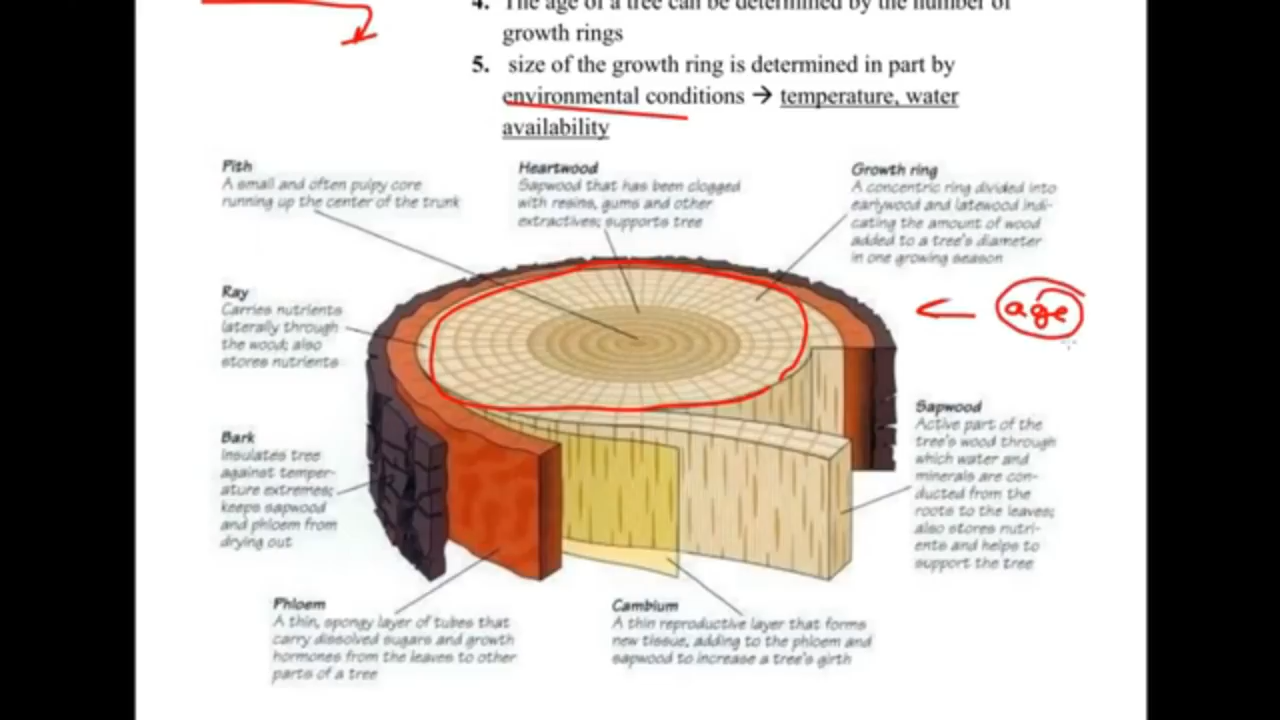 4. The age of a tree can be determined by the number of
growth rings
5. size of the growth ring is determined in part by
environmental conditions → temperature, water
availability
Pith
A small and often pulpy core
running up the center of the trunk
Heartwood
Sapwood that has been clogged
with resins, gums and other
extractives; supports tree
Growth ring
A concentric ring divided into
earlywood and latewood indi-
cating the amount of wood
added to a tree's diameter
in one growing season
Ray
Carries nutrients
laterally through
the wood; also
stores nutrients
age
Bark
Insulates tree
against temper-
ature extremes;
keeps sapwood
and phloem from
drying out
Sapwood
Active part of the
tree's wood through
which water and
minerals are con-
ducted from the
roots to the leaves;
also stores nutri-
ents and helps to
support the tree
Phloem
A thin, spongy layer of tubes that
carry dissolved sugars and growth
hormones from the leaves to other
parts of a tree
Cambium
A thin reproductive layer that forms
new tissue, adding to the phloem and
sapwood to increase a tree's girth